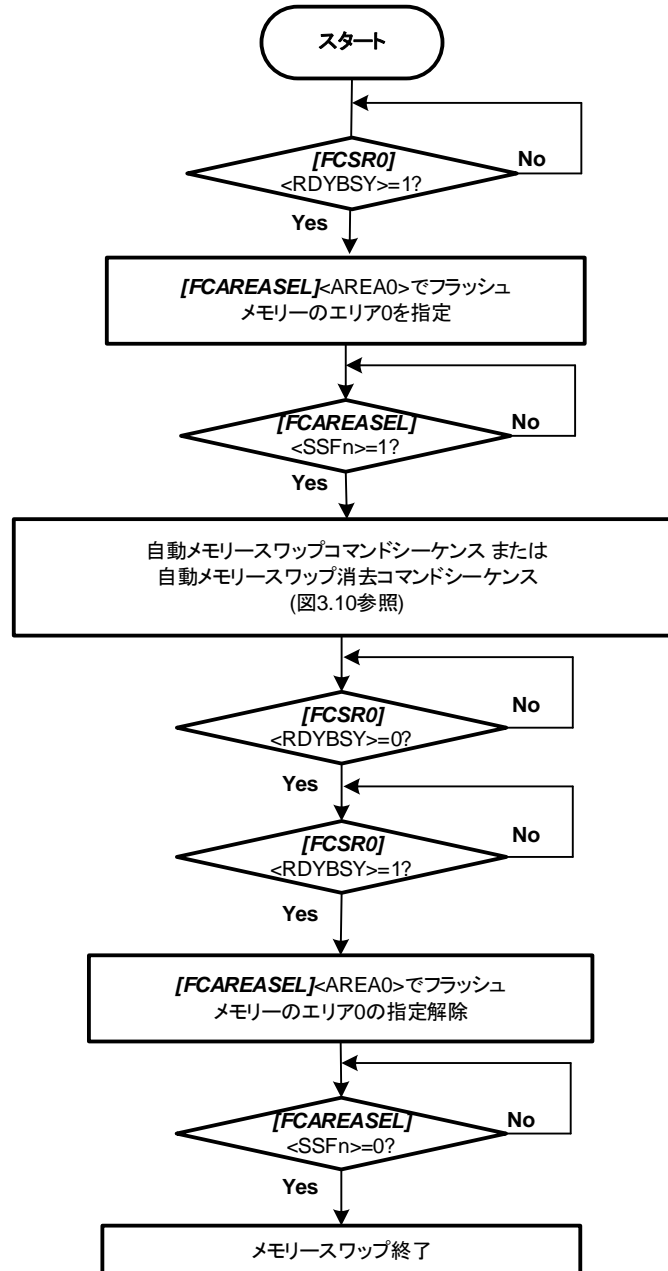 スタート
[FCSR0]
<RDYBSY>=1?
No
Yes
[FCAREASEL]<AREA0>でフラッシュ
メモリーのエリア0を指定
[FCAREASEL]
<SSFn>=1?
No
Yes
自動メモリースワップコマンドシーケンス または
自動メモリースワップ消去コマンドシーケンス
(図3.10参照)
[FCSR0]
<RDYBSY>=0?
No
Yes
[FCSR0]
<RDYBSY>=1?
No
Yes
[FCAREASEL]<AREA0>でフラッシュ
メモリーのエリア0の指定解除
[FCAREASEL]
<SSFn>=0?
No
Yes
メモリースワップ終了